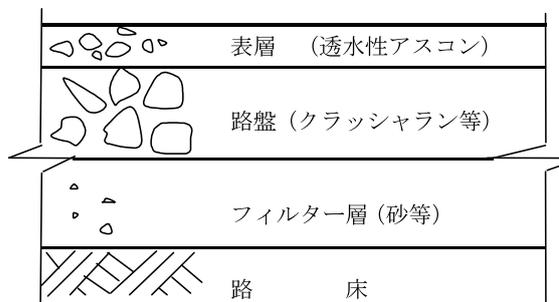 表層　（透水性アスコン）
路盤（クラッシャラン等）
フィルター層（砂等）
路　　　　床